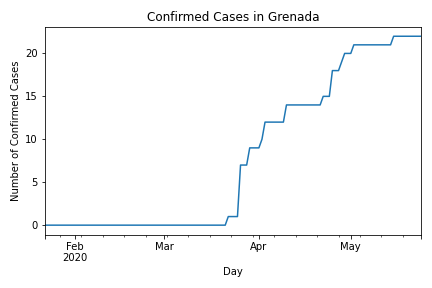 Confirmed Cases in Grenada
Number of Confirmed Cases
20
15
10
5
0
Feb
2020
Mar
Apr
May
Day